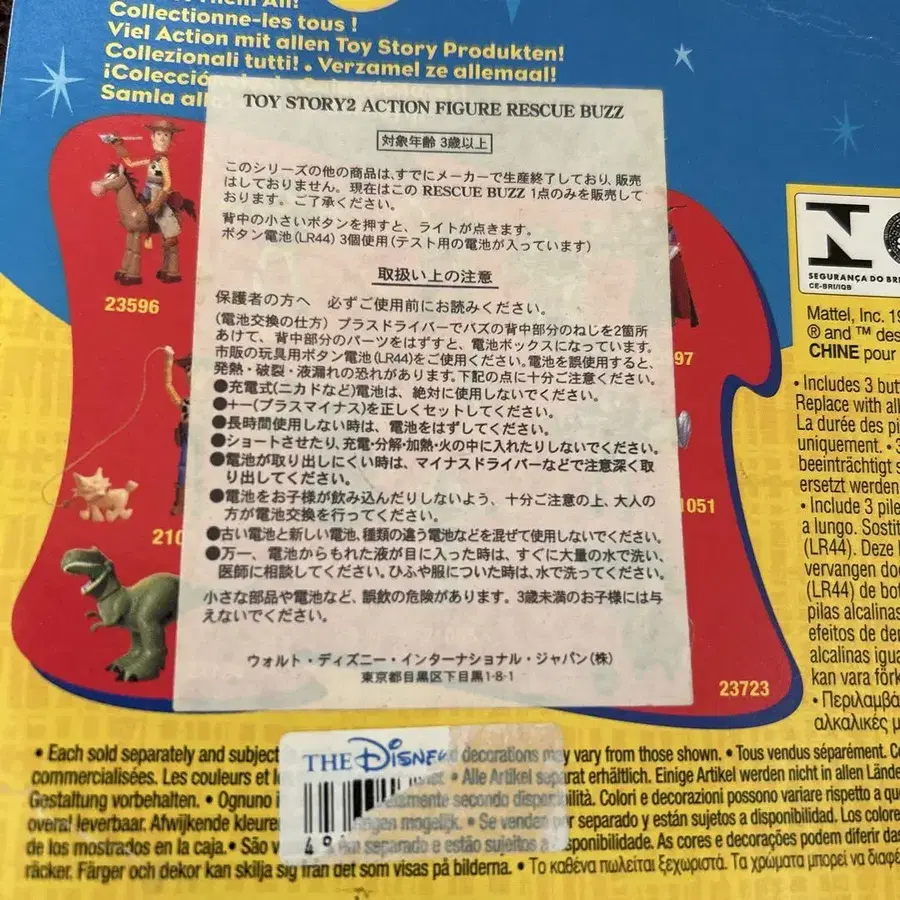 Them All!
Collectionne-les tous !
Viel Action mit allen Toy Story Produkten!
Collezionali tutti! • Verzamel ze allemaal!
Samla
TOY STORY2 ACTION FIGURE RESCUE BUZZ
対象年齢 3歳以上
このシリーズの他の商品は、すでにメーカーで生産終了しており、販売
はしておりません。現在はこの RESCUE BUZZ 1点のみを販売して
おります。ご了承ください。
背中の小さいボタンを押すと、ライトが点きます。
ボタン電池(LR44) 3個使用(テスト用の電池が入っています)
取扱い上の注意
保護者の方へ 必ずご使用前にお読みください。
(電池交換の仕方) プラスドライバーでバズの背中部分のねじを2箇所
あけて、背中部分のパーツをはずすと、電池ボックスになっています。
市販の玩具用ボタン電池(LR44)をご使用ください。電池を誤使用すると、
発熱・破裂・液漏れの恐れがあります。下記の点に十分ご注意ください。
●充電式(ニカドなど)電池は、絶対に使用しないでください。
●+−(プラスマイナス)を正しくセットしてください。
●長時間使用しない時は、電池をはずしてください。
●ショートさせたり、充電・分解・加熱・火の中に入れたりしないでください。
●電池が取り出しにくい時は、マイナスドライバーなどで注意深く取
り出してください。
●電池をお子様が飲み込んだりしないよう、十分ご注意の上、大人の
方が電池交換を行ってください。
●古い電池と新しい電池、種類の違う電池などを混ぜて使用しないでください。
●万一、電池からもれた液が目に入った時は、すぐに大量の水で洗い、
医師に相談してください。ひふや服についた時は、水で洗ってください。
小さな部品や電池など、誤飲の危険があります。3歳未満のお子様には与
えないでください。
ウォルト・ディズニー・インターナショナル・ジャパン(株)
東京都目黒区下目黒1-8-1
23596
97
210
1051
23723
N
SEGURANÇA DO
CE-BRI/IQB
Mattel, Inc.
® and ™
CHINE pour
• Includes 3
Replace with
La durée des
uniquement. •
beeinträchtigt
ersetzt werden
• Include 3 pile
a lungo.
(LR44). Deze
vervangen
(LR44) de
pilas alcalinas
efeitos de
alcalinas
kan vara
•
αλκαλικές
THE DISNEY
4
• Each sold separately and subject decorations may vary from those shown. • Tous vendus séparément.
commercialisées. Les couleurs et • Alle Artikel separat erhältlich. Einige Artikel werden nicht in allen
Gestaltung vorbehalten. • Ognuno secondo disponibilità. Colori e decorazioni possono variare rispetto a
overal leverbaar. Afwijkende mogelijk. • Se venden por separado y están sujetos a disponibilidad. Los
de los mostrados en la caja. • São separado e estão sujeitos a disponibilidade. As cores e decorações podem diferir
räcker. Färger och dekor kan skilja sig från det som visas på bilderna. • Το καθένα πωλείται ξεχωριστά. Τα χρώματα μπορεί να